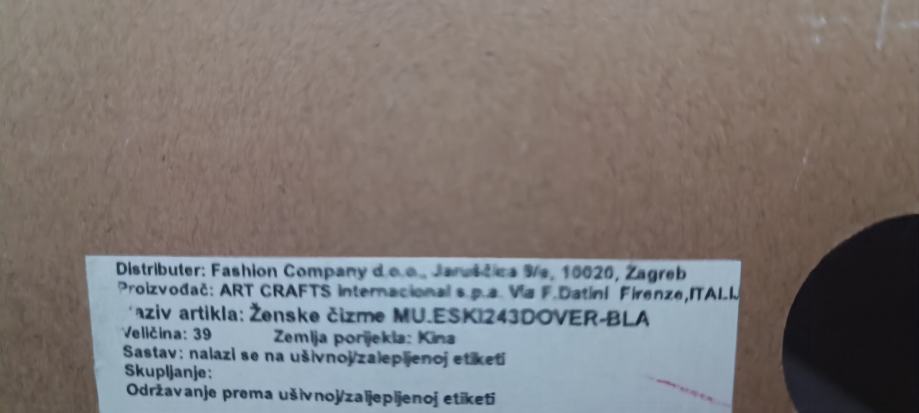 Distributer: Fashion Company d.o.o., Jaruščica 9/e, 10020, Zagreb
Proizvođač: ART CRAFTS Internacional s.p.a. Via F.Datini Firenze,ITALI
aziv artikla: Ženske čizme MU.ESKI243DOVER-BLA
Veličina: 39 Zemlja porijekla: Kina
Sastav: nalazi se na ušivnoj/zalepljenoj etiketi
Skupljanje:
Održavanje prema ušivnoj/zaljepljenoj etiketi